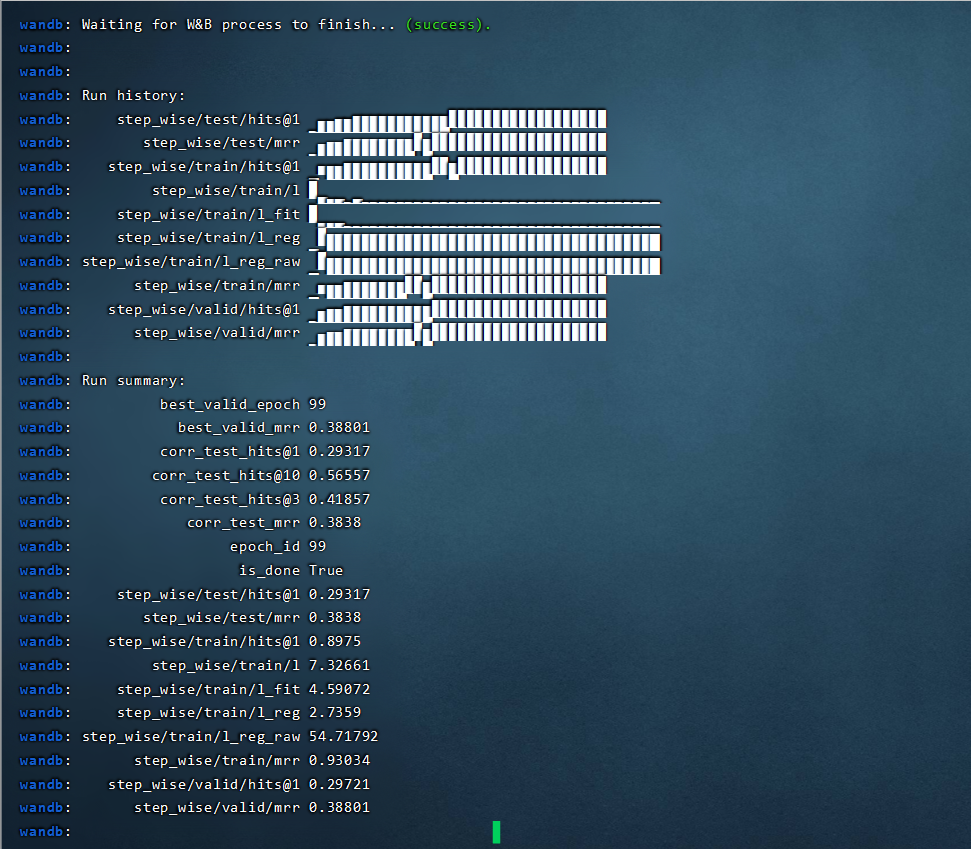 wandb: Waiting for W&B process to finish... (success).
wandb:
wandb:
wandb: Run history:
wandb: step_wise/test/hits@1
wandb: step_wise/test/mrr
wandb: step_wise/train/hits@1
wandb: step_wise/train/l
wandb: step_wise/train/l_fit
wandb: step_wise/train/l_reg
wandb: step_wise/train/l_reg_raw
wandb: step_wise/train/mrr
wandb: step_wise/valid/hits@1
wandb: step_wise/valid/mrr
wandb:
wandb: Run summary:
wandb: best_valid_epoch 99
wandb: best_valid_mrr 0.38801
wandb: corr_test_hits@1 0.29317
wandb: corr_test_hits@10 0.56557
wandb: corr_test_hits@3 0.41857
wandb: corr_test_mrr 0.3838
wandb: epoch_id 99
wandb: is_done True
wandb: step_wise/test/hits@1 0.29317
wandb: step_wise/test/mrr 0.3838
wandb: step_wise/train/hits@1 0.8975
wandb: step_wise/train/l 7.32661
wandb: step_wise/train/l_fit 4.59072
wandb: step_wise/train/l_reg 2.7359
wandb: step_wise/train/l_reg_raw 54.71792
wandb: step_wise/train/mrr 0.93034
wandb: step_wise/valid/hits@1 0.29721
wandb: step_wise/valid/mrr 0.38801
wandb: